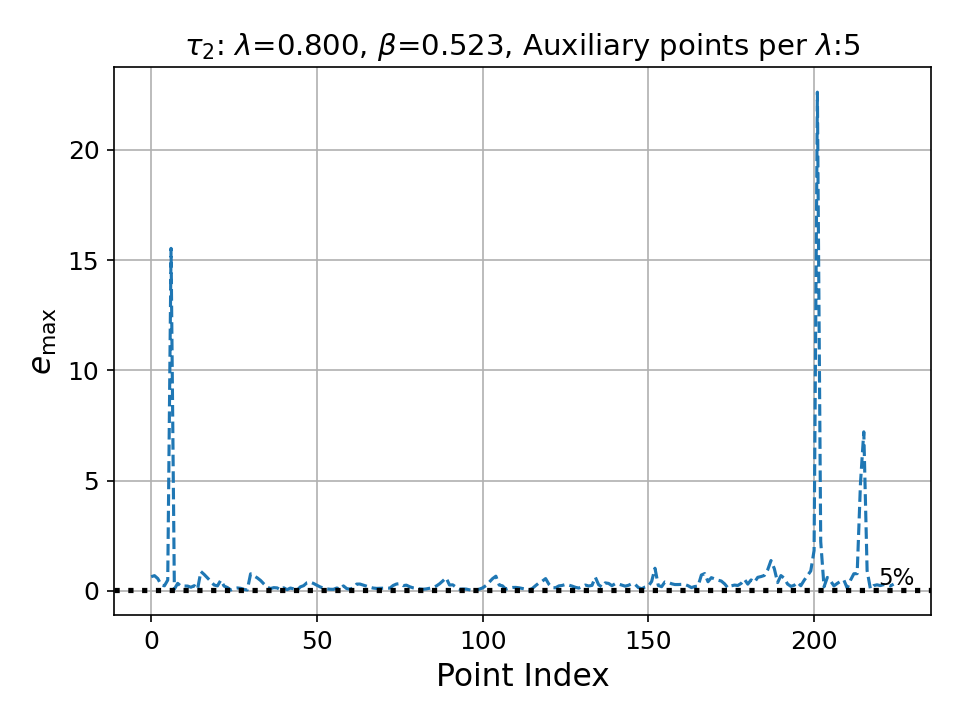 τ₂: λ=0.800, β=0.523, Auxiliary points per λ:5
20
15
10
5
0
e_max
5%
0 50 100 150 200
Point Index